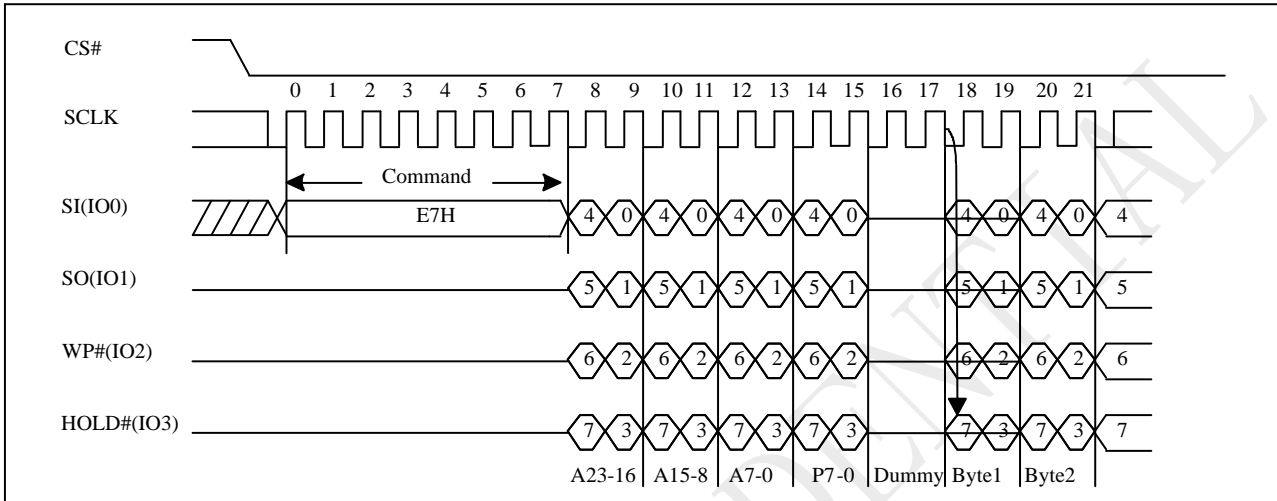 CS#
0 1 2 3 4 5 6 7 8 9 10 11 12 13 14 15 16 17 18 19 20 21
SCLK
Command
SI(IO0) E7H 4 0 4 0 4 0 4 0 4 0 4 0 4
SO(IO1) 5 1 5 1 5 1 5 1 5 1 5 1 5
WP#(IO2) 6 2 6 2 6 2 6 2 6 2 6 2 6
HOLD#(IO3) 7 3 7 3 7 3 7 3 7 3 7 3 7
A23-16 A15-8 A7-0 P7-0 Dummy Byte1 Byte2